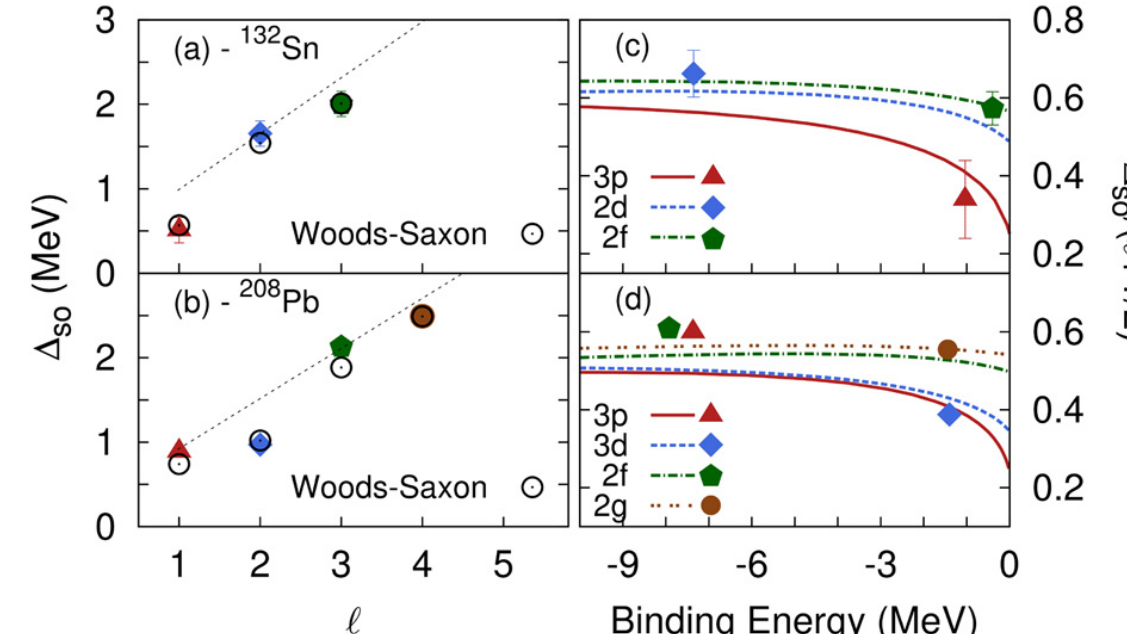 3
2
1
0
2
1
0
Δso (MeV)
(a) - 132Sn
Woods-Saxon
(b) - 208Pb
Woods-Saxon
1 2 3 4 5
ℓ
(c)
3p
2d
2f
(d)
3p
3d
2f
2g
0.8
0.6
0.4
0.2
0.6
0.4
0.2
-9 -6 -3 0
Binding Energy (MeV)